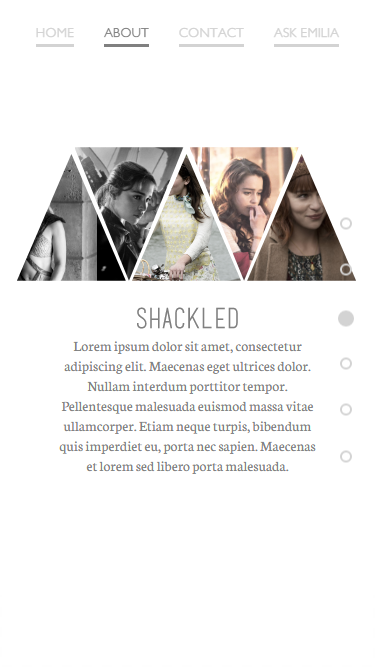 HOME ABOUT CONTACT ASK EMILIA
SHACKLED
Lorem ipsum dolor sit amet, consectetur
adipiscing elit. Maecenas eget ultrices dolor.
Nullam interdum porttitor tempor.
Pellentesque malesuada euismod massa vitae
ullamcorper. Etiam neque turpis, bibendum
quis imperdiet eu, porta nec sapien. Maecenas
et lorem sed libero porta malesuada.